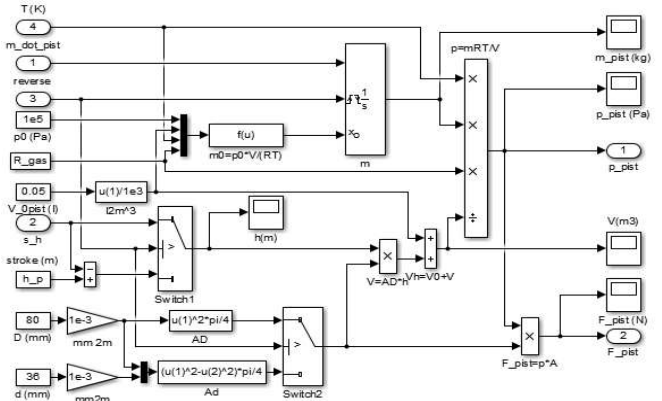 T (K)
4
m_dot_pist
1
reverse
3
1e5
p0 (Pa)
R_gas
0.05
V_0pist (l)
2
s_h
stroke (m)
h_p
80
D (mm)
36
d (mm)
u(1)/1e3
l2m^3
f(u)
m0=p0*V/(RT)
1
s
xo
m
p=mRT/V
×
×
×
÷
m_pist (kg)
p_pist (Pa)
1
p_pist
V(m3)
F_pist (N)
2
F_pist
h(m)
>
Switch1
−
+
×
V=AD*h
+
+
Vh=V0+V
1e-3
mm 2m
u(1)^2*pi/4
AD
1e-3
mm2m
(u(1)^2-u(2)^2)*pi/4
Ad
>
Switch2
×
F_pist=p*A